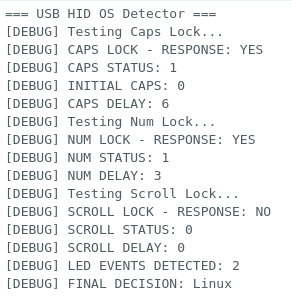 === USB HID OS Detector ===
[DEBUG] Testing Caps Lock...
[DEBUG] CAPS LOCK - RESPONSE: YES
[DEBUG] CAPS STATUS: 1
[DEBUG] INITIAL CAPS: 0
[DEBUG] CAPS DELAY: 6
[DEBUG] Testing Num Lock...
[DEBUG] NUM LOCK - RESPONSE: YES
[DEBUG] NUM STATUS: 1
[DEBUG] NUM DELAY: 3
[DEBUG] Testing Scroll Lock...
[DEBUG] SCROLL LOCK - RESPONSE: NO
[DEBUG] SCROLL STATUS: 0
[DEBUG] SCROLL DELAY: 0
[DEBUG] LED EVENTS DETECTED: 2
[DEBUG] FINAL DECISION: Linux